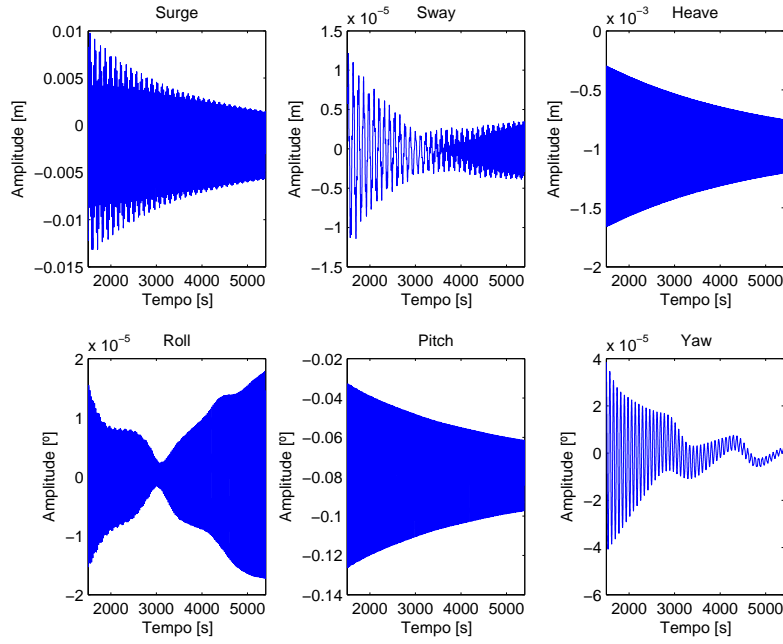 Surge
0.01
0.005
0
−0.005
−0.01
−0.015
Amplitude [m]
2000 3000 4000 5000
Tempo [s]
Sway
x 10⁻⁵
1.5
1
0.5
0
−0.5
−1
−1.5
Amplitude [m]
2000 3000 4000 5000
Tempo [s]
Heave
x 10⁻³
0
−0.5
−1
−1.5
−2
Amplitude [m]
2000 3000 4000 5000
Tempo [s]
Roll
x 10⁻⁵
2
1
0
−1
−2
Amplitude [º]
2000 3000 4000 5000
Tempo [s]
Pitch
−0.02
−0.04
−0.06
−0.08
−0.1
−0.12
−0.14
Amplitude [º]
2000 3000 4000 5000
Tempo [s]
Yaw
x 10⁻⁵
4
2
0
−2
−4
−6
Amplitude [º]
2000 3000 4000 5000
Tempo [s]